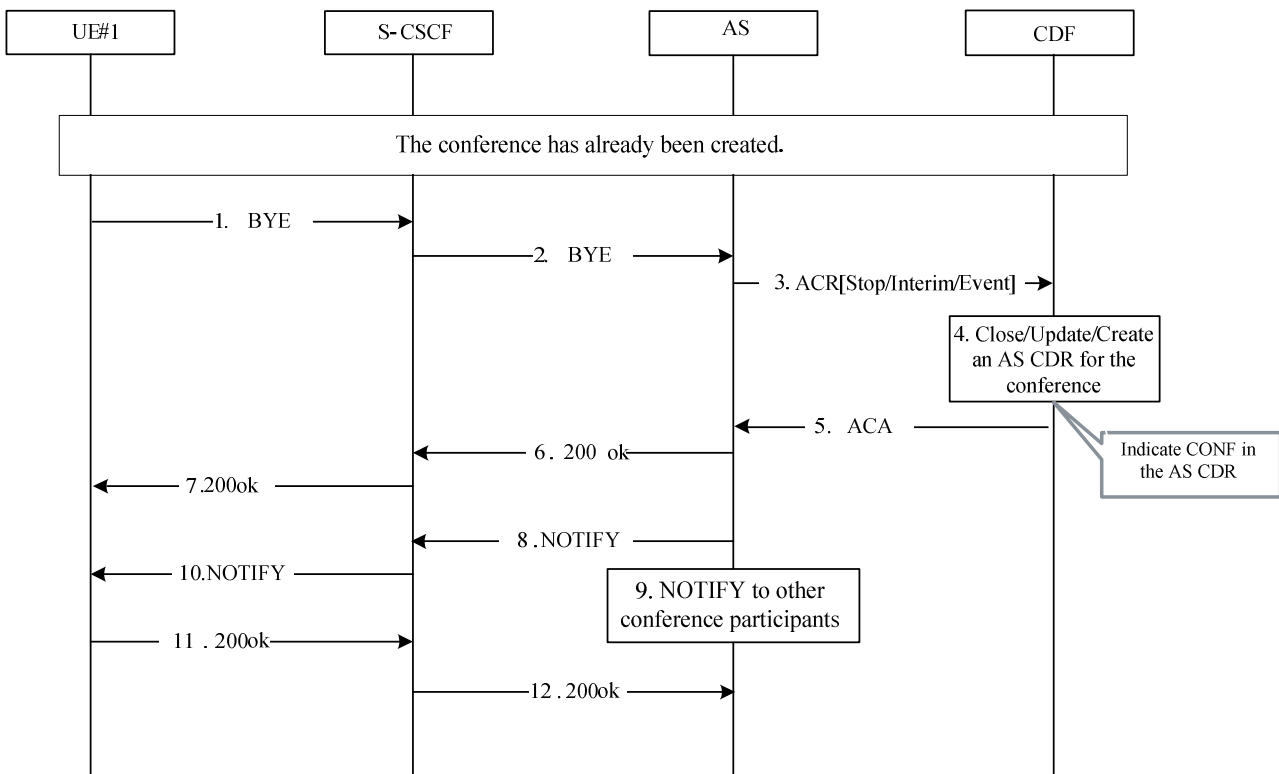 UE#1
S-CSCF
AS
CDF
The conference has already been created.
1. BYE
2. BYE
3. ACR[Stop/Interim/Event]
4. Close/Update/Create
an AS CDR for the
conference
5. ACA
Indicate CONF in
the AS CDR
6. 200 ok
7.200ok
8.NOTIFY
9. NOTIFY to other
conference participants
10.NOTIFY
11 . 200ok
12 . 200ok